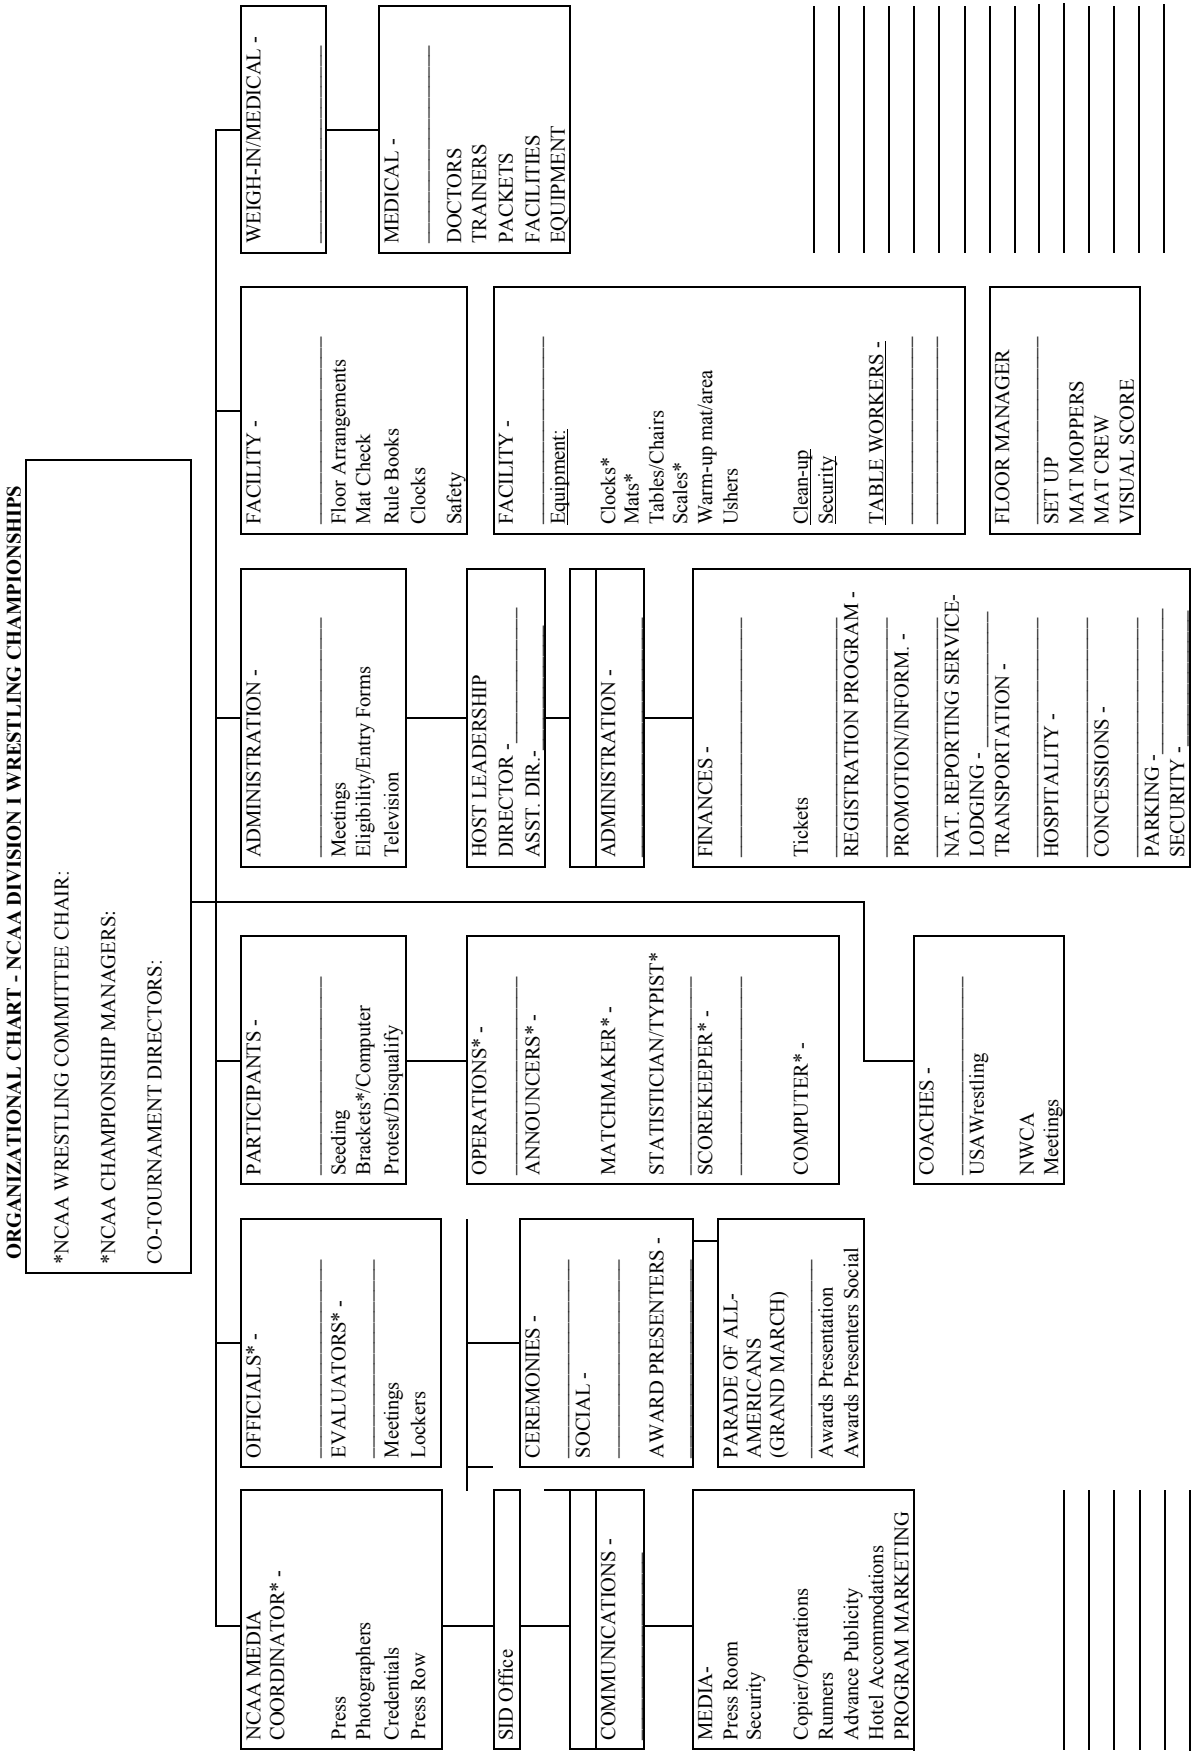 ORGANIZATIONAL CHART - NCAA DIVISION I WRESTLING CHAMPIONSHIPS
*NCAA WRESTLING COMMITTEE CHAIR:
*NCAA CHAMPIONSHIP MANAGERS:
CO-TOURNAMENT DIRECTORS:
NCAA MEDIA
COORDINATOR* -
Press
Photographers
Credentials
Press Row
SID Office
COMMUNICATIONS -
MEDIA-
Press Room
Security
Copier/Operations
Runners
Advance Publicity
Hotel Accommodations
PROGRAM MARKETING
OFFICIALS* -
EVALUATORS* -
Meetings
Lockers
CEREMONIES -
SOCIAL -
AWARD PRESENTERS -
PARADE OF ALL-
AMERICANS
(GRAND MARCH)
Awards Presentation
Awards Presenters Social
PARTICIPANTS -
Seeding
Brackets*/Computer
Protest/Disqualify
OPERATIONS* -
ANNOUNCERS* -
MATCHMAKER* -
STATISTICIAN/TYPIST*
SCOREKEEPER* -
COMPUTER* -
COACHES -
USAWrestling
NWCA
Meetings
ADMINISTRATION -
Meetings
Eligibility/Entry Forms
Television
HOST LEADERSHIP
DIRECTOR -
ASST. DIR.-
ADMINISTRATION -
FINANCES -
Tickets
REGISTRATION PROGRAM -
PROMOTION/INFORM. -
NAT. REPORTING SERVICE-
LODGING -
TRANSPORTATION -
HOSPITALITY -
CONCESSIONS -
PARKING -
SECURITY -
FACILITY -
Floor Arrangements
Mat Check
Rule Books
Clocks
Safety
FACILITY -
Equipment:
Clocks*
Mats*
Tables/Chairs
Scales*
Warm-up mat/area
Ushers
Clean-up
Security
TABLE WORKERS -
FLOOR MANAGER
SET UP
MAT MOPPERS
MAT CREW
VISUAL SCORE
WEIGH-IN/MEDICAL -
MEDICAL -
DOCTORS
TRAINERS
PACKETS
FACILITIES
EQUIPMENT